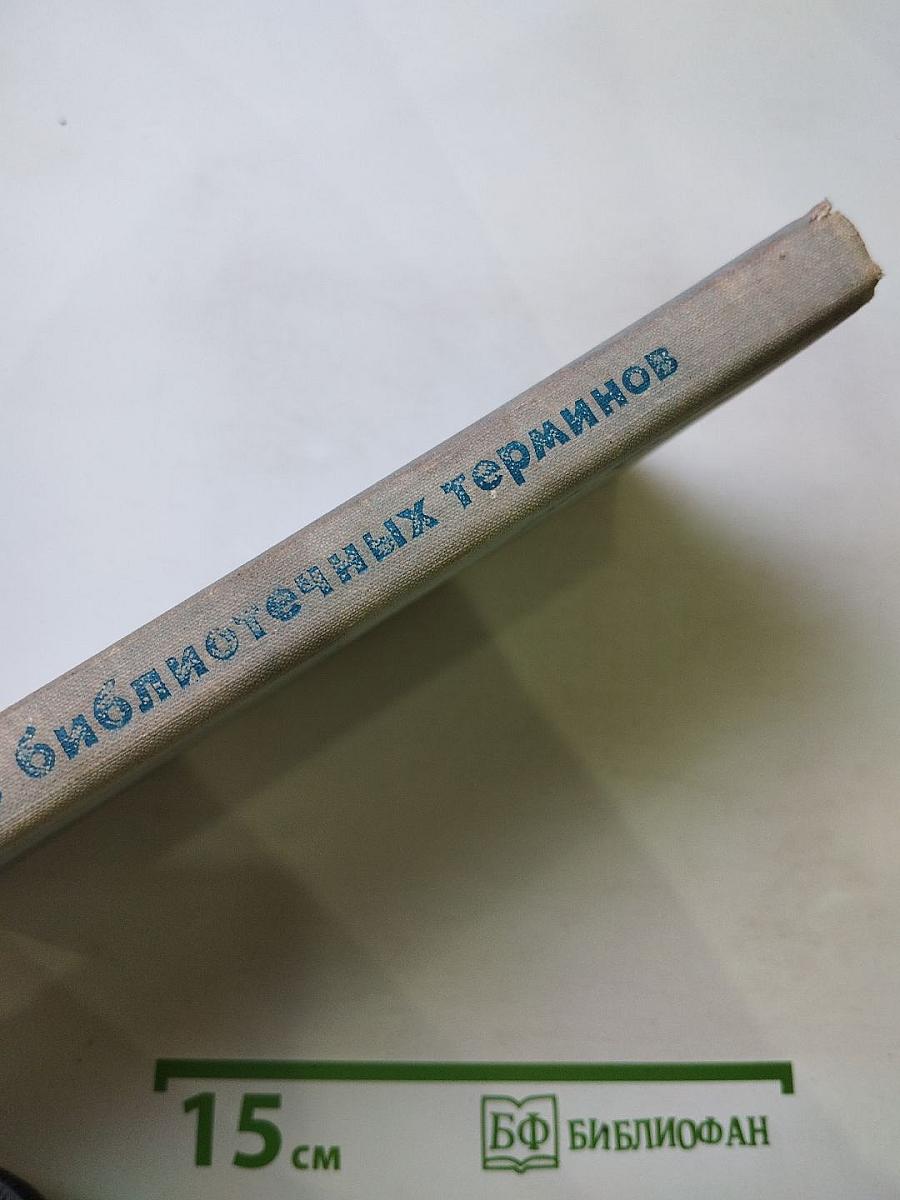 библиотечных терминов
15 см
БФ БИБЛИОФАН